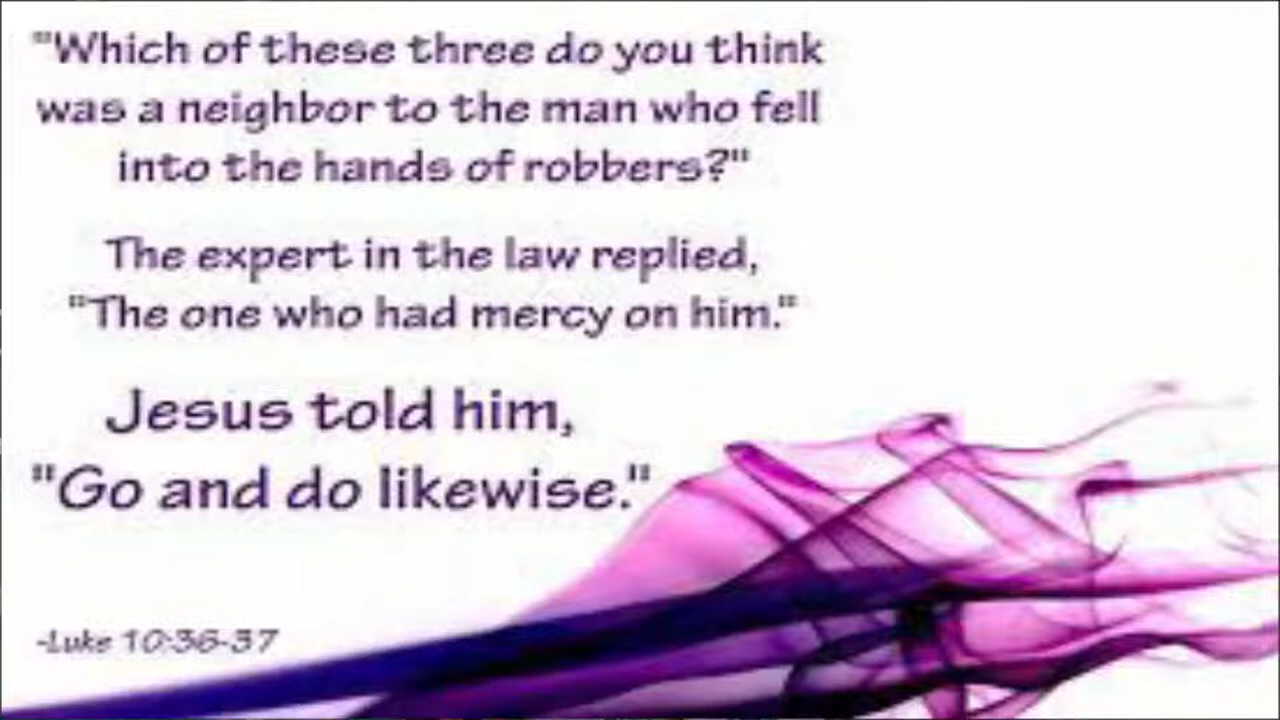 "Which of these three do you think
was a neighbor to the man who fell
into the hands of robbers?"
The expert in the law replied,
"The one who had mercy on him."
Jesus told him,
"Go and do likewise."
-Luke 10:36-37